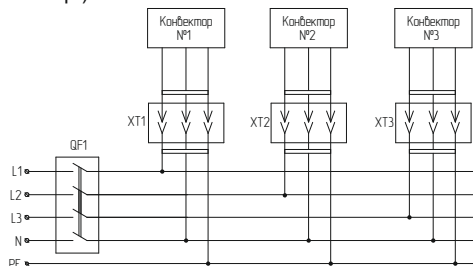 Конвектор
№1
Конвектор
№2
Конвектор
№3
XT1
XT2
XT3
QF1
L1
L2
L3
N
PE